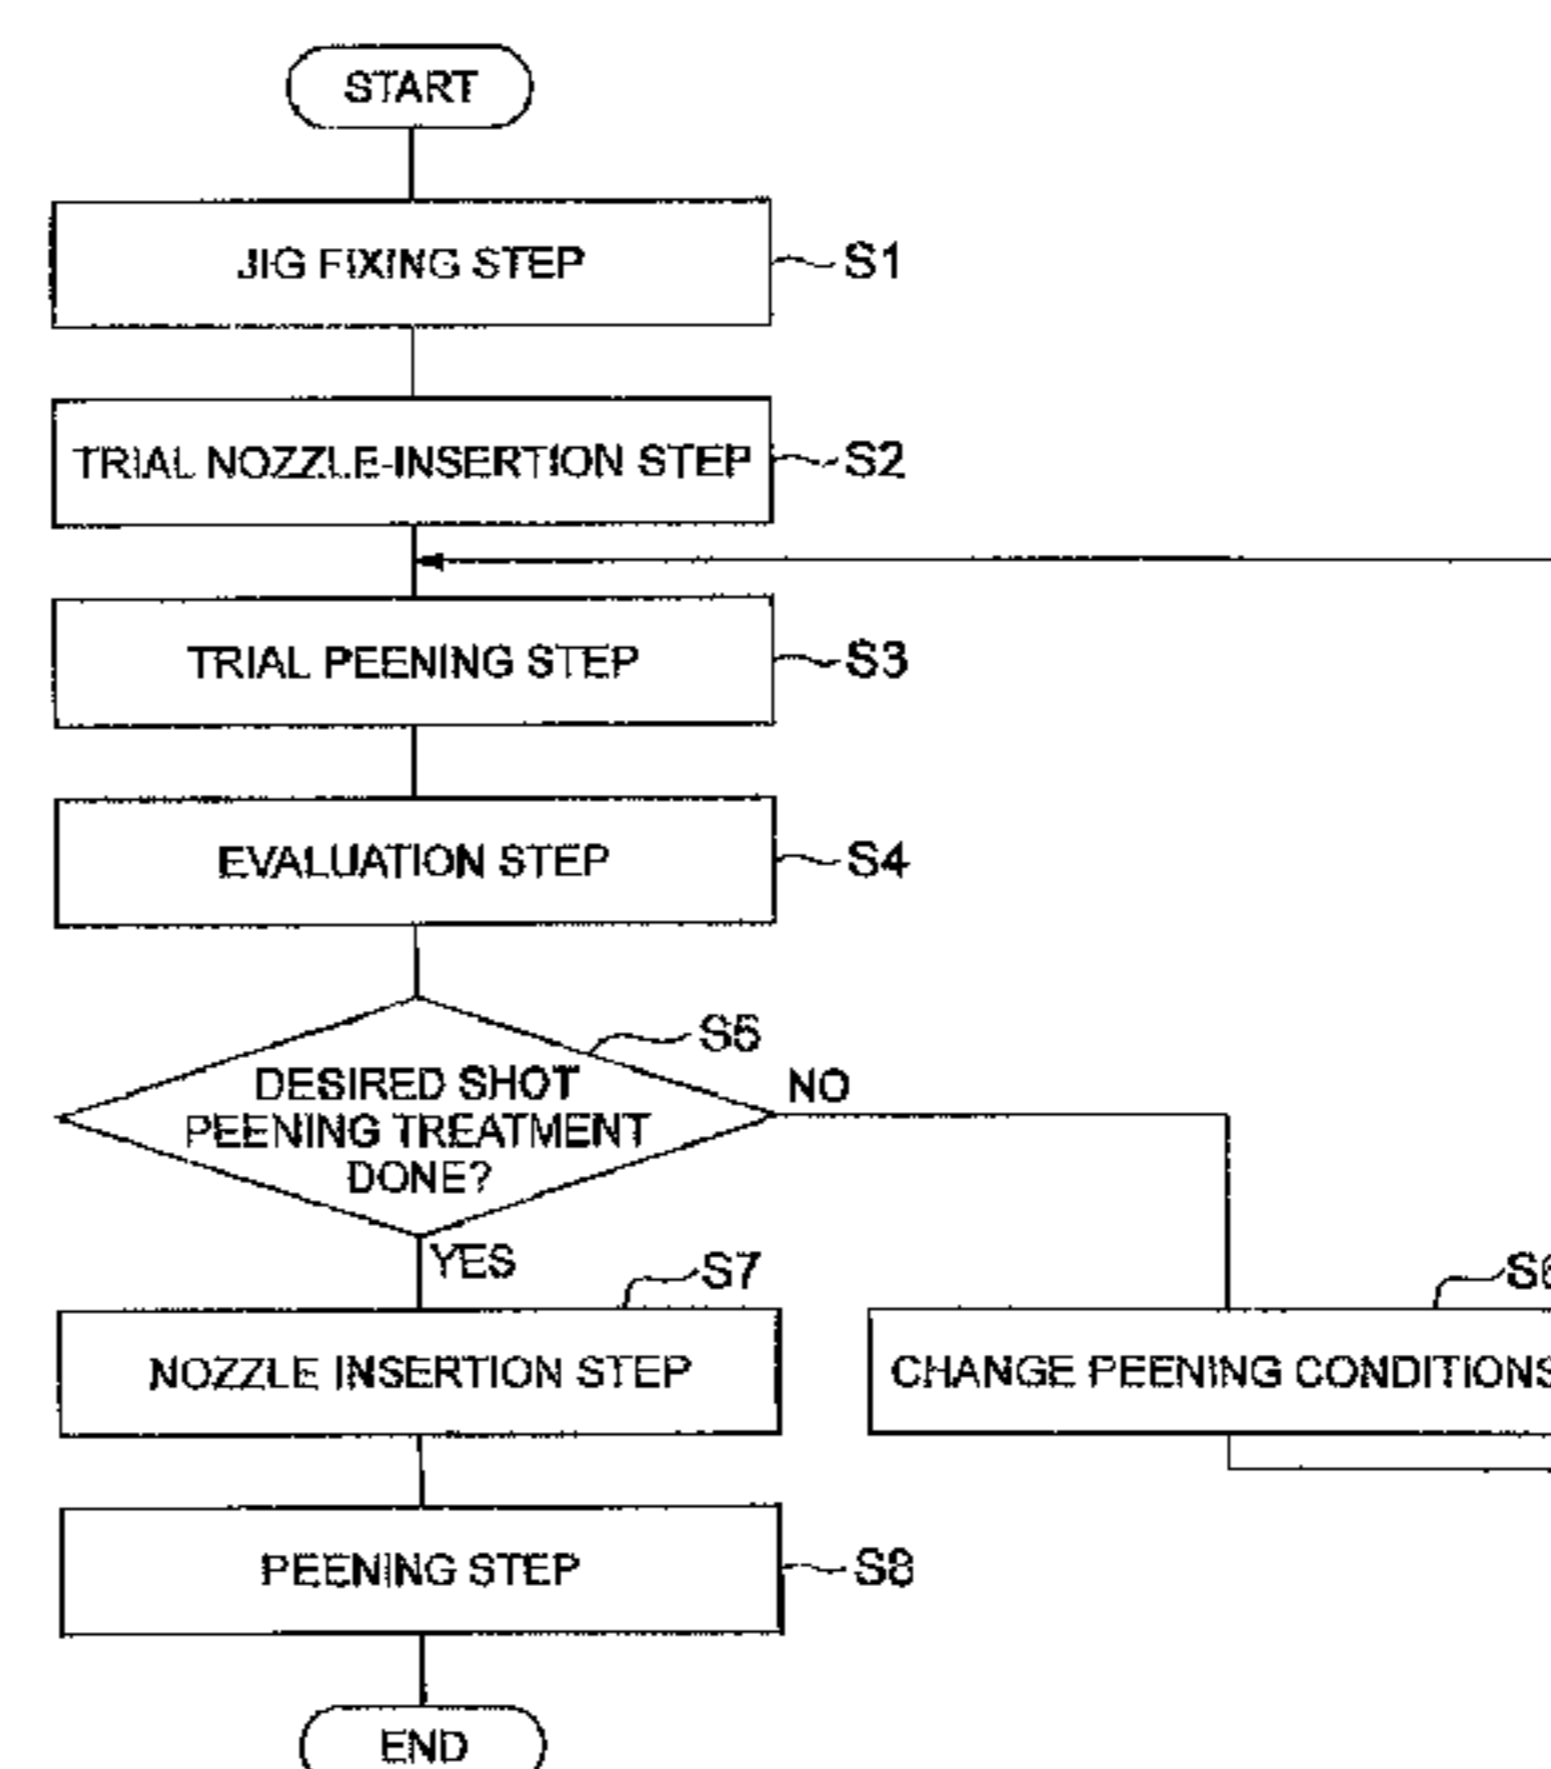 START
JIG FIXING STEP
S1
TRIAL NOZZLE-INSERTION STEP
S2
TRIAL PEENING STEP
S3
EVALUATION STEP
S4
S5
DESIRED SHOT
PEENING TREATMENT
DONE?
NO
YES
S7
S6
NOZZLE INSERTION STEP
CHANGE PEENING CONDITIONS
PEENING STEP
S8
END